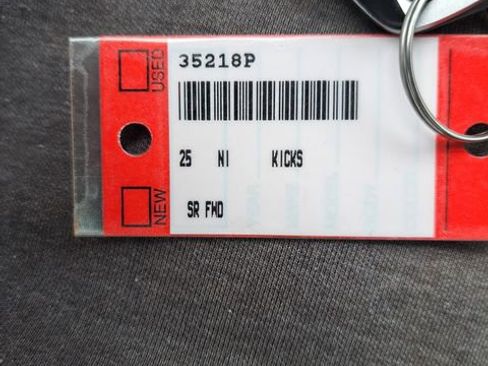 USED
35218P
25 NI KICKS
NEW
SR FWD